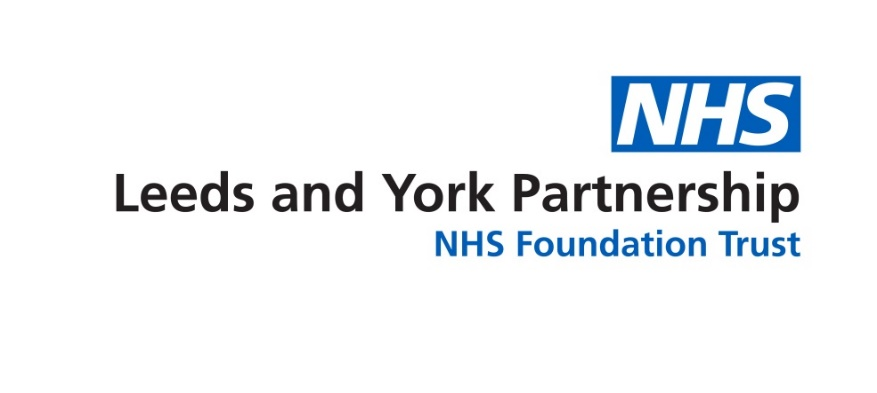 NHS
Leeds and York Partnership
NHS Foundation Trust